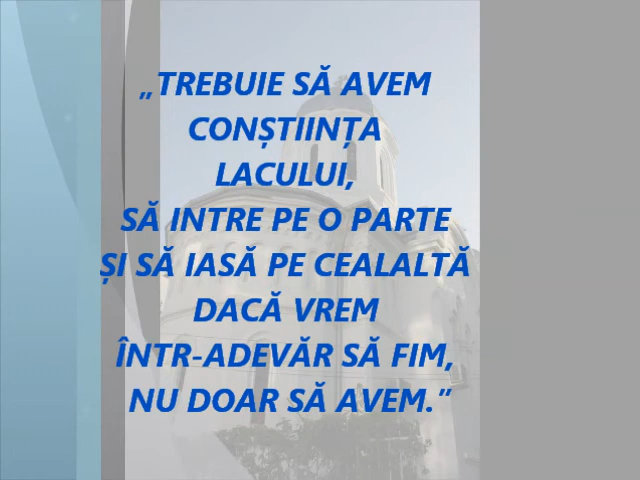 „TREBUIE SĂ AVEM
CONȘTIINȚA
LACULUI,
SĂ INTRE PE O PARTE
ȘI SĂ IASĂ PE CEALALTĂ
DACĂ VREM
ÎNTR-ADEVĂR SĂ FIM,
NU DOAR SĂ AVEM.”